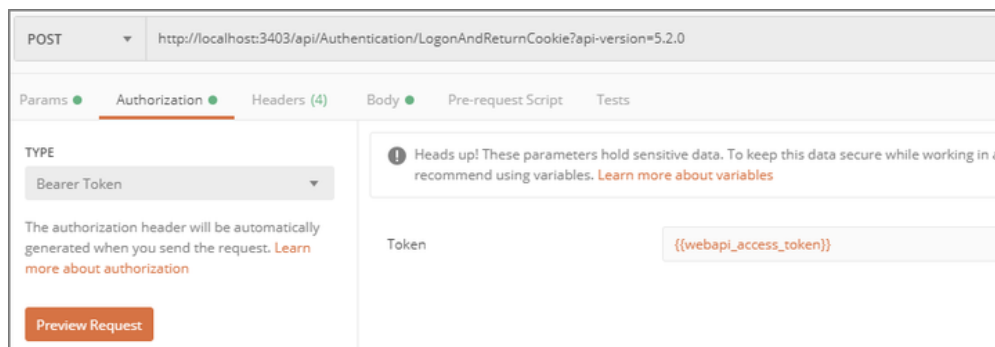 POST http://localhost:3403/api/Authentication/LogonAndReturnCookie?api-version=5.2.0
Params Authorization Headers (4) Body Pre-request Script Tests
TYPE
Bearer Token
The authorization header will be automatically
generated when you send the request. Learn
more about authorization
Preview Request
Heads up! These parameters hold sensitive data. To keep this data secure while working in a
recommend using variables. Learn more about variables
Token {{webapi_access_token}}